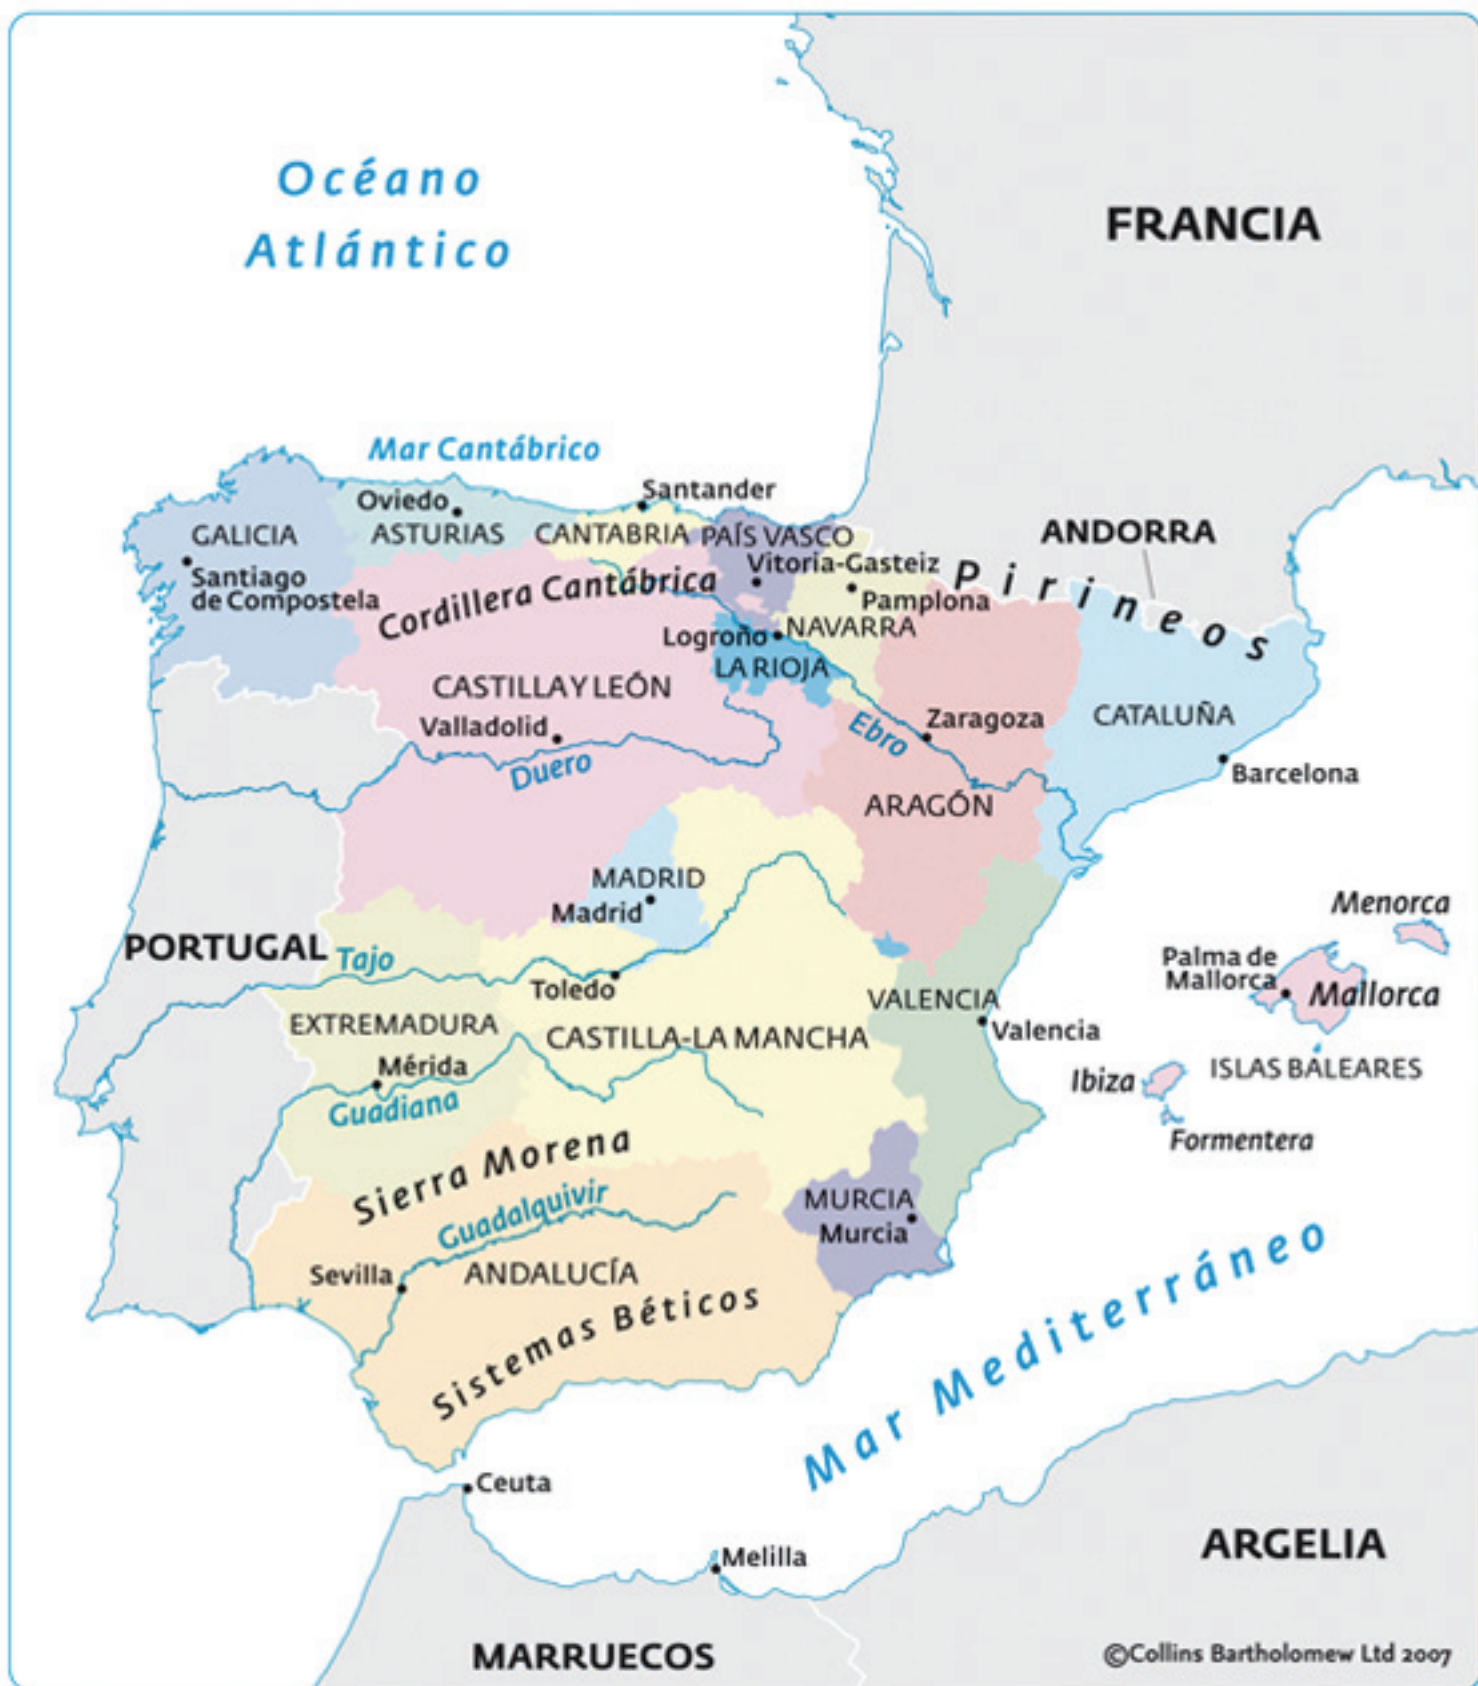 Océano
Atlántico
FRANCIA
Mar Cantábrico
Santander
Oviedo
GALICIA
ASTURIAS
CANTABRIA
PAÍS VASCO
ANDORRA
Vitoria-Gasteiz
Santiago
de Compostela
Cordillera Cantábrica
Pamplona
Pirineos
Logroño
NAVARRA
LA RIOJA
CASTILLA Y LEÓN
Valladolid
Ebro
Zaragoza
CATALUÑA
Duero
Barcelona
ARAGÓN
MADRID
Madrid
Menorca
PORTUGAL
Tajo
Palma de
Mallorca
Mallorca
Toledo
VALENCIA
EXTREMADURA
CASTILLA-LA MANCHA
Valencia
Mérida
Ibiza
ISLAS BALEARES
Guadiana
Formentera
Sierra Morena
MURCIA
Guadalquivir
Murcia
Sevilla
ANDALUCÍA
Sistemas Béticos
Mar Mediterráneo
Ceuta
Melilla
ARGELIA
MARRUECOS
©Collins Bartholomew Ltd 2007